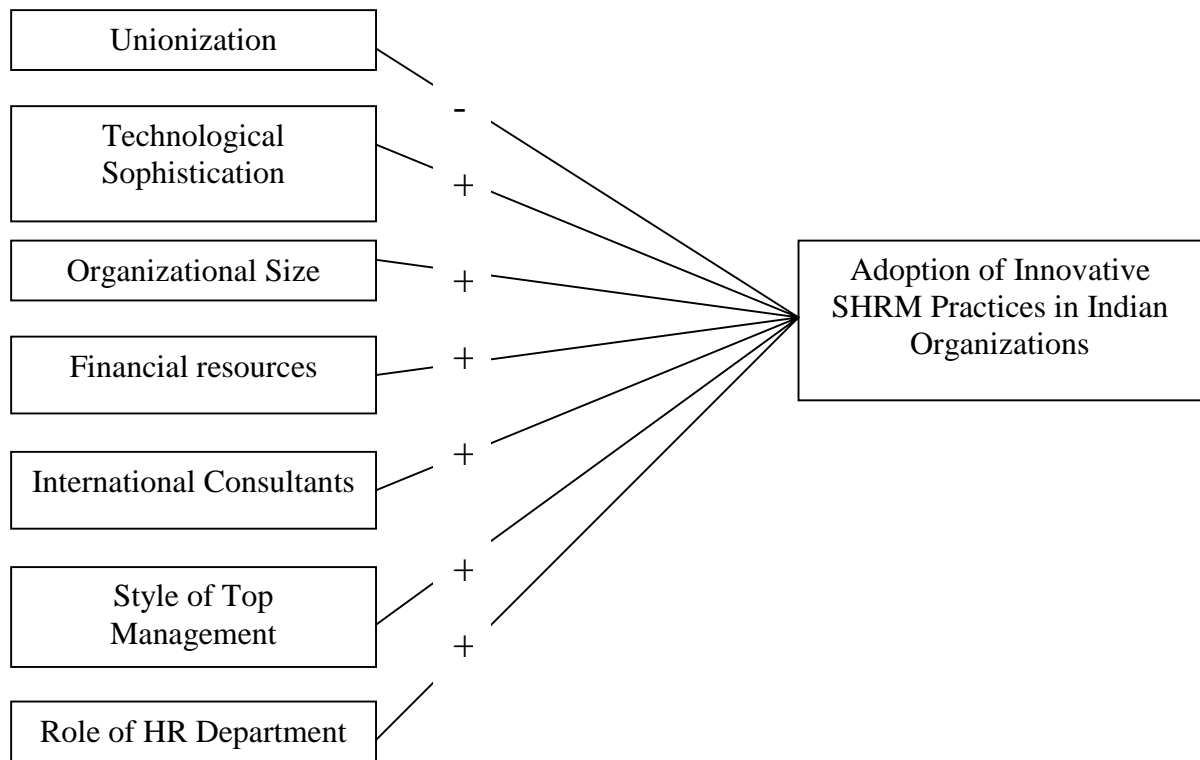 Unionization
-
Technological
Sophistication
+
Organizational Size
+
Financial resources
+
International Consultants
+
Style of Top
Management
+
Role of HR Department
+
Adoption of Innovative
SHRM Practices in Indian
Organizations